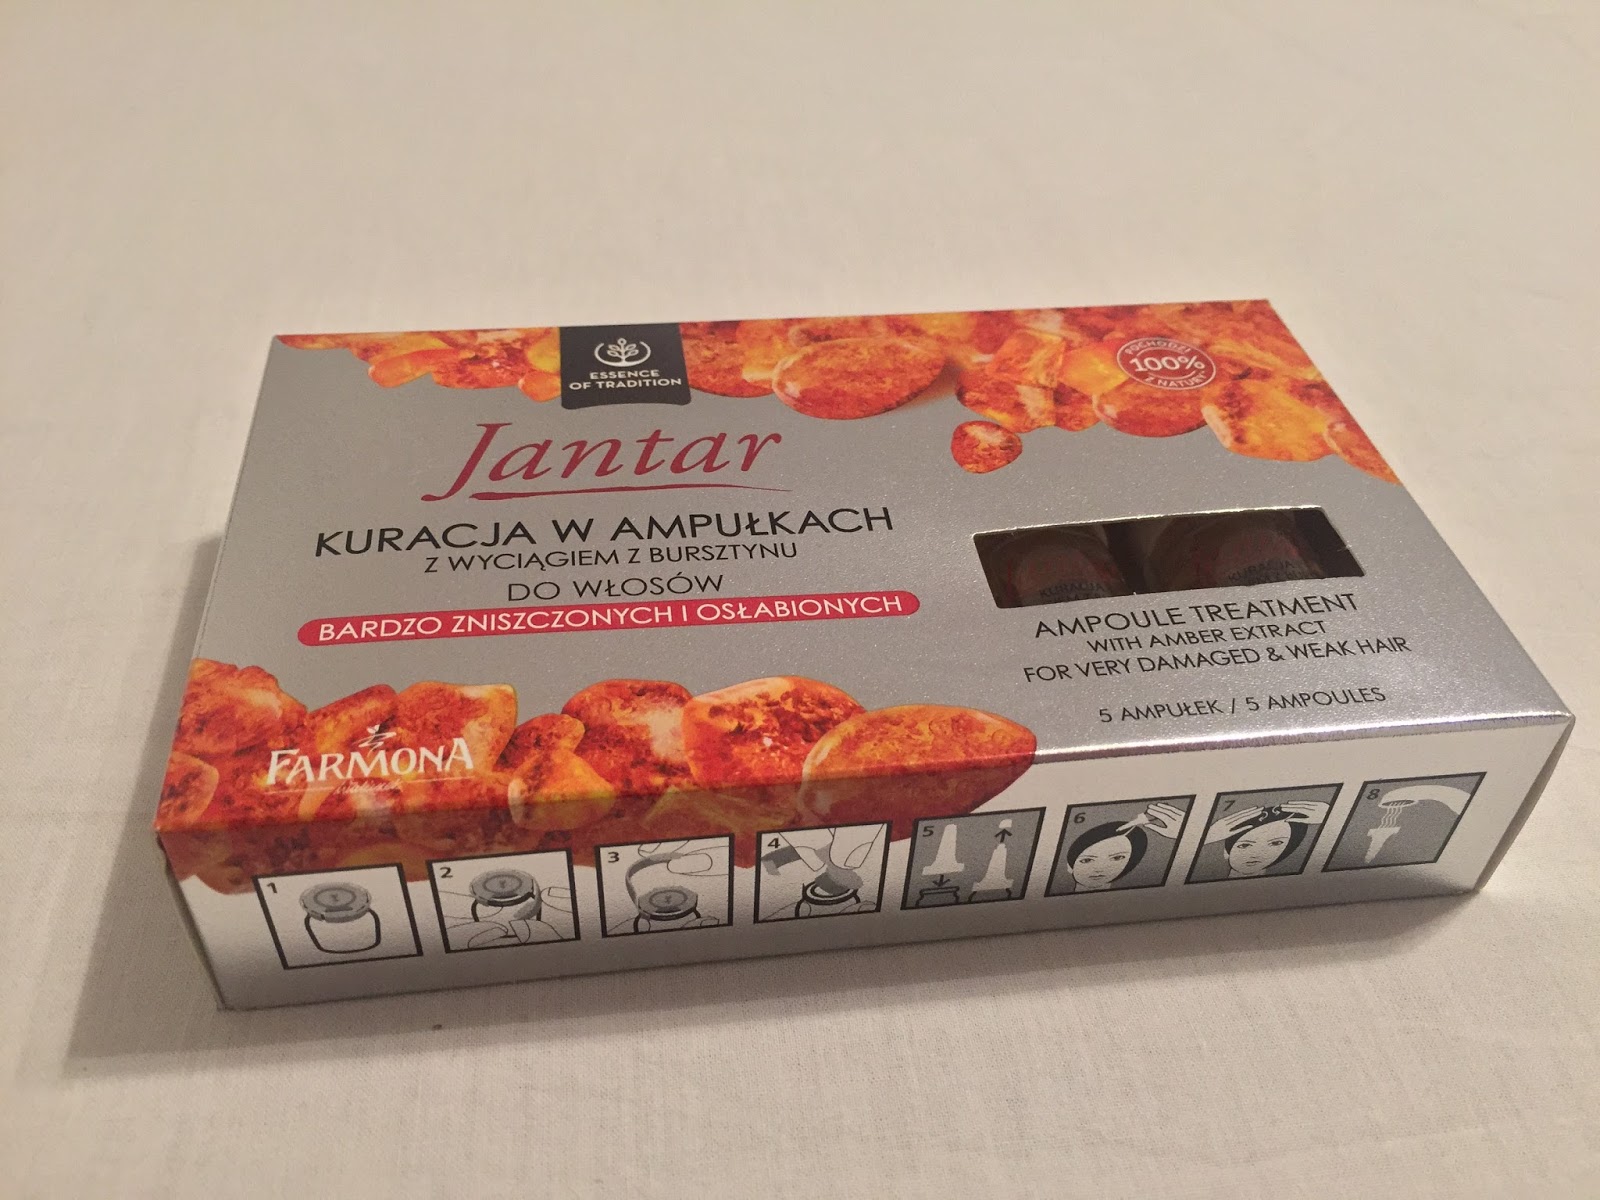 ESSENCE
OF TRADITION
POCHODZI
100%
Z NATURY
Jantar
KURACJA W AMPUŁKACH
Z WYCIĄGIEM Z BURSZTYNU
DO WŁOSÓW
BARDZO ZNISZCZONYCH I OSŁABIONYCH
KURACJA
KURACJA
AMPOULE TREATMENT
WITH AMBER EXTRACT
FOR VERY DAMAGED & WEAK HAIR
5 AMPUŁEK / 5 AMPOULES
FARMONA
1
2
3
4
5
6
7
8